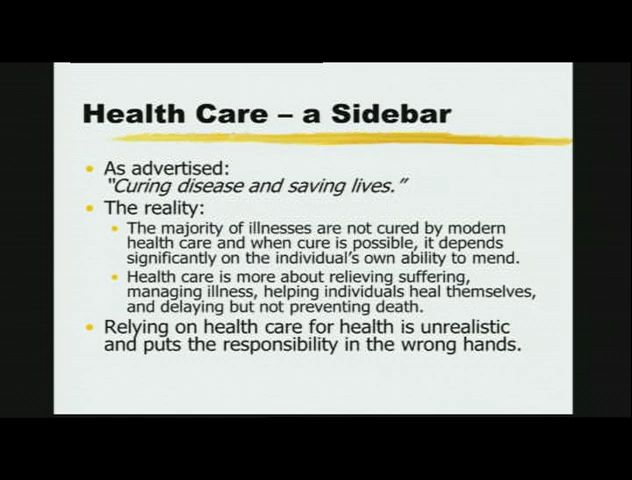 Health Care – a Sidebar
As advertised:
"Curing disease and saving lives."
The reality:
The majority of illnesses are not cured by modern
health care and when cure is possible, it depends
significantly on the individual's own ability to mend.
Health care is more about relieving suffering,
managing illness, helping individuals heal themselves,
and delaying but not preventing death.
Relying on health care for health is unrealistic
and puts the responsibility in the wrong hands.